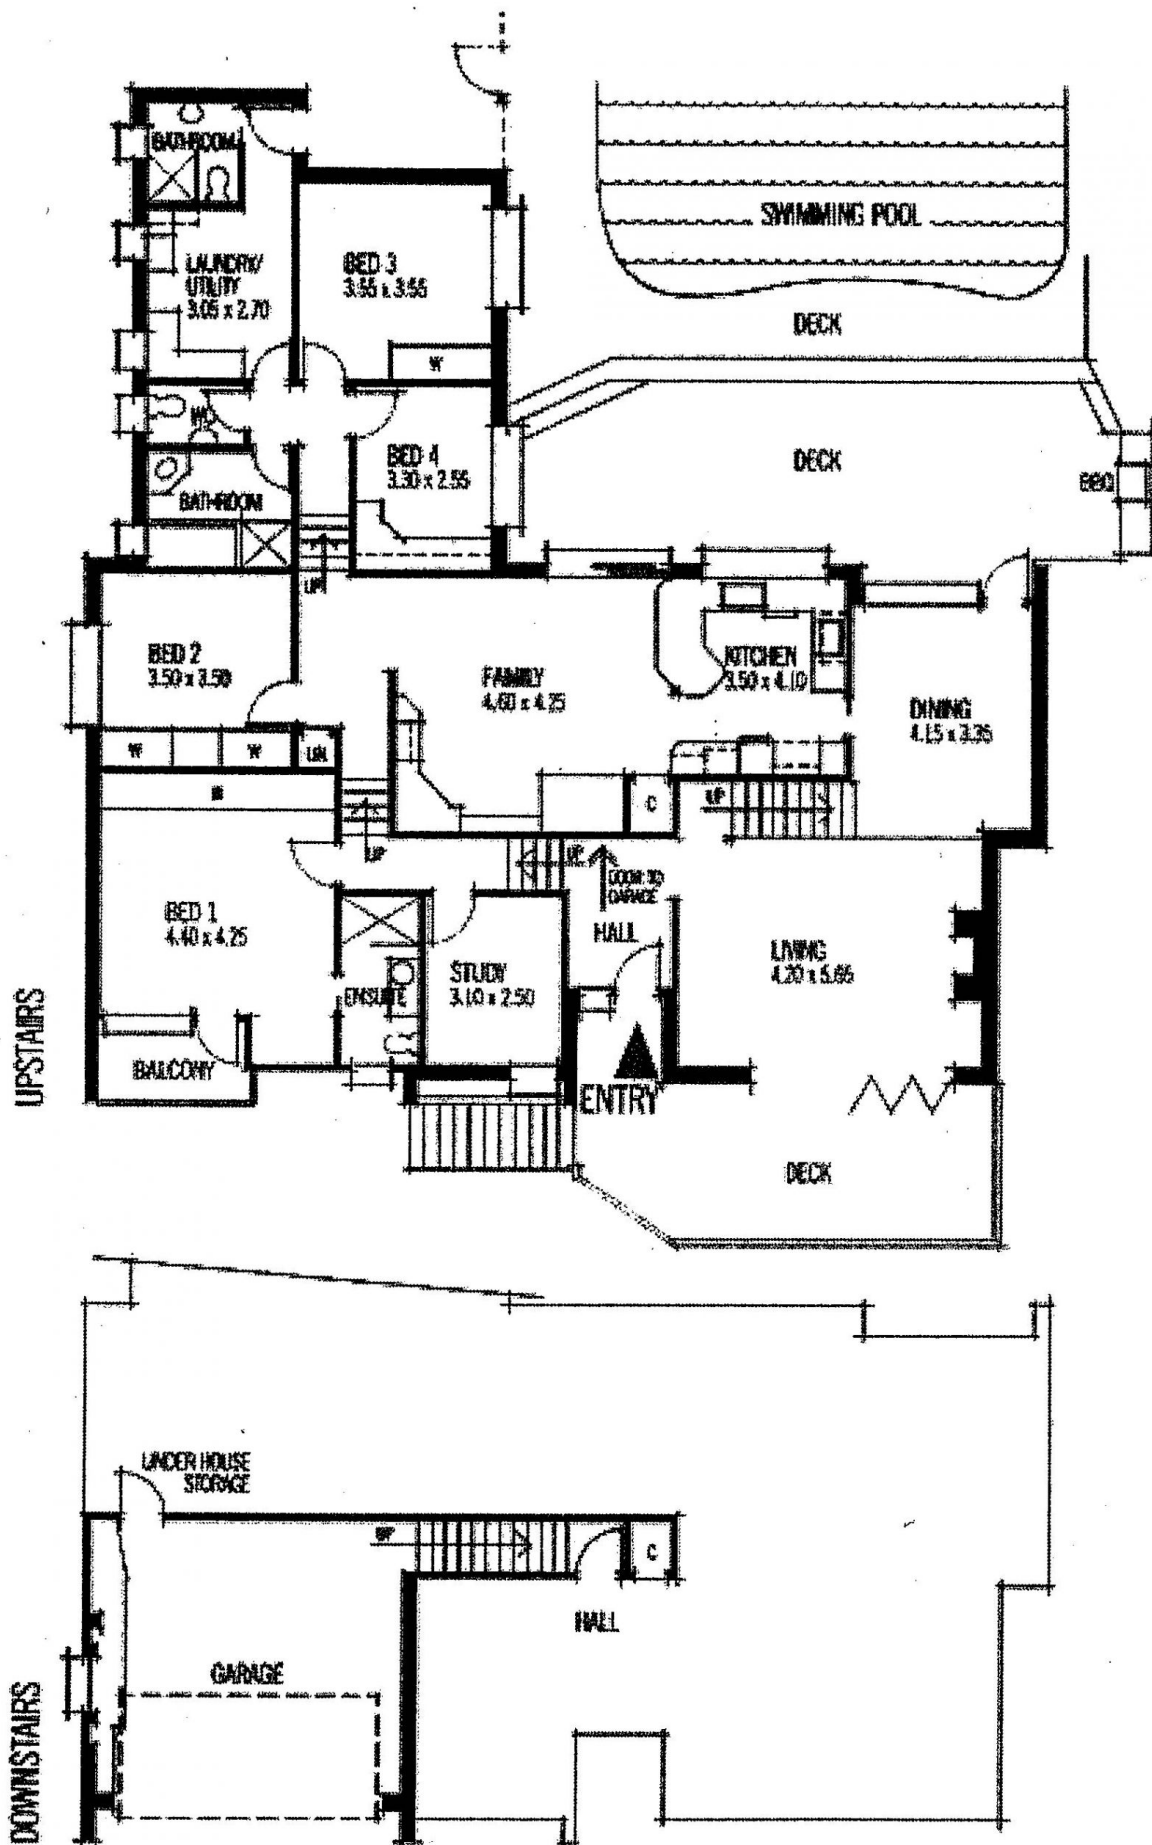 BATHROOM
SWIMMING POOL
LAUNDRY/
UTILITY
3.05 x 2.70
BED 3
3.55 x 3.55
W
DECK
WC
BED 4
3.30 x 2.55
DECK
BBQ
BATHROOM
UP
BED 2
3.50 x 3.50
FAMILY
4.60 x 4.25
KITCHEN
3.50 x 4.10
DINING
4.15 x 3.35
W
W
LIN
C
UP
UP
UP
DOOR TO
GARAGE
BED 1
4.40 x 4.25
HALL
LIVING
4.20 x 5.65
STUDY
3.10 x 2.50
ENSUITE
UPSTAIRS
BALCONY
ENTRY
DECK
UNDER HOUSE
STORAGE
UP
C
HALL
GARAGE
DOWNSTAIRS